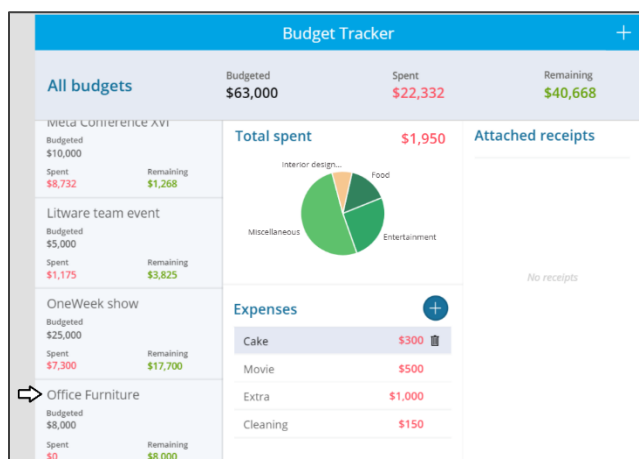 Budget Tracker +
All budgets
Budgeted
$63,000
Spent
$22,332
Remaining
$40,668
Meta Conference XVI
Budgeted
$10,000
Spent Remaining
$8,732 $1,268
Litware team event
Budgeted
$5,000
Spent Remaining
$1,175 $3,825
OneWeek show
Budgeted
$25,000
Spent Remaining
$7,300 $17,700
Office Furniture
Budgeted
$8,000
Spent Remaining
$0 $8,000
Total spent $1,950
Interior design...
Food
Miscellaneous
Entertainment
Expenses +
Cake $300
Movie $500
Extra $1,000
Cleaning $150
Attached receipts
No receipts